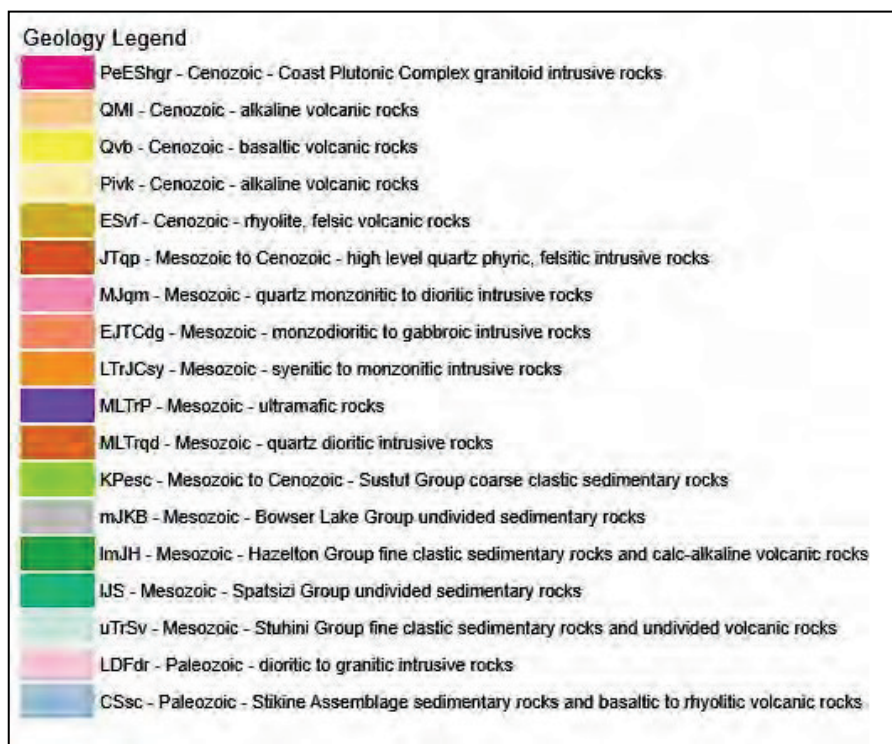 Geology Legend
PeEShgr - Cenozoic - Coast Plutonic Complex granitoid intrusive rocks
QMl - Cenozoic - alkaline volcanic rocks
Qvb - Cenozoic - basaltic volcanic rocks
Pivk - Cenozoic - alkaline volcanic rocks
ESvf - Cenozoic - rhyolite, felsic volcanic rocks
JTqp - Mesozoic to Cenozoic - high level quartz phyric, felsitic intrusive rocks
MJqm - Mesozoic - quartz monzonitic to dioritic intrusive rocks
EJTCdg - Mesozoic - monzodioritic to gabbroic intrusive rocks
LTrJCsy - Mesozoic - syenitic to monzonitic intrusive rocks
MLTrP - Mesozoic - ultramafic rocks
MLTrqd - Mesozoic - quartz dioritic intrusive rocks
KPesc - Mesozoic to Cenozoic - Sustut Group coarse clastic sedimentary rocks
mJKB - Mesozoic - Bowser Lake Group undivided sedimentary rocks
lmJH - Mesozoic - Hazelton Group fine clastic sedimentary rocks and calc-alkaline volcanic rocks
lJS - Mesozoic - Spatsizi Group undivided sedimentary rocks
uTrSv - Mesozoic - Stuhini Group fine clastic sedimentary rocks and undivided volcanic rocks
LDFdr - Paleozoic - dioritic to granitic intrusive rocks
CSsc - Paleozoic - Stikine Assemblage sedimentary rocks and basaltic to rhyolitic volcanic rocks